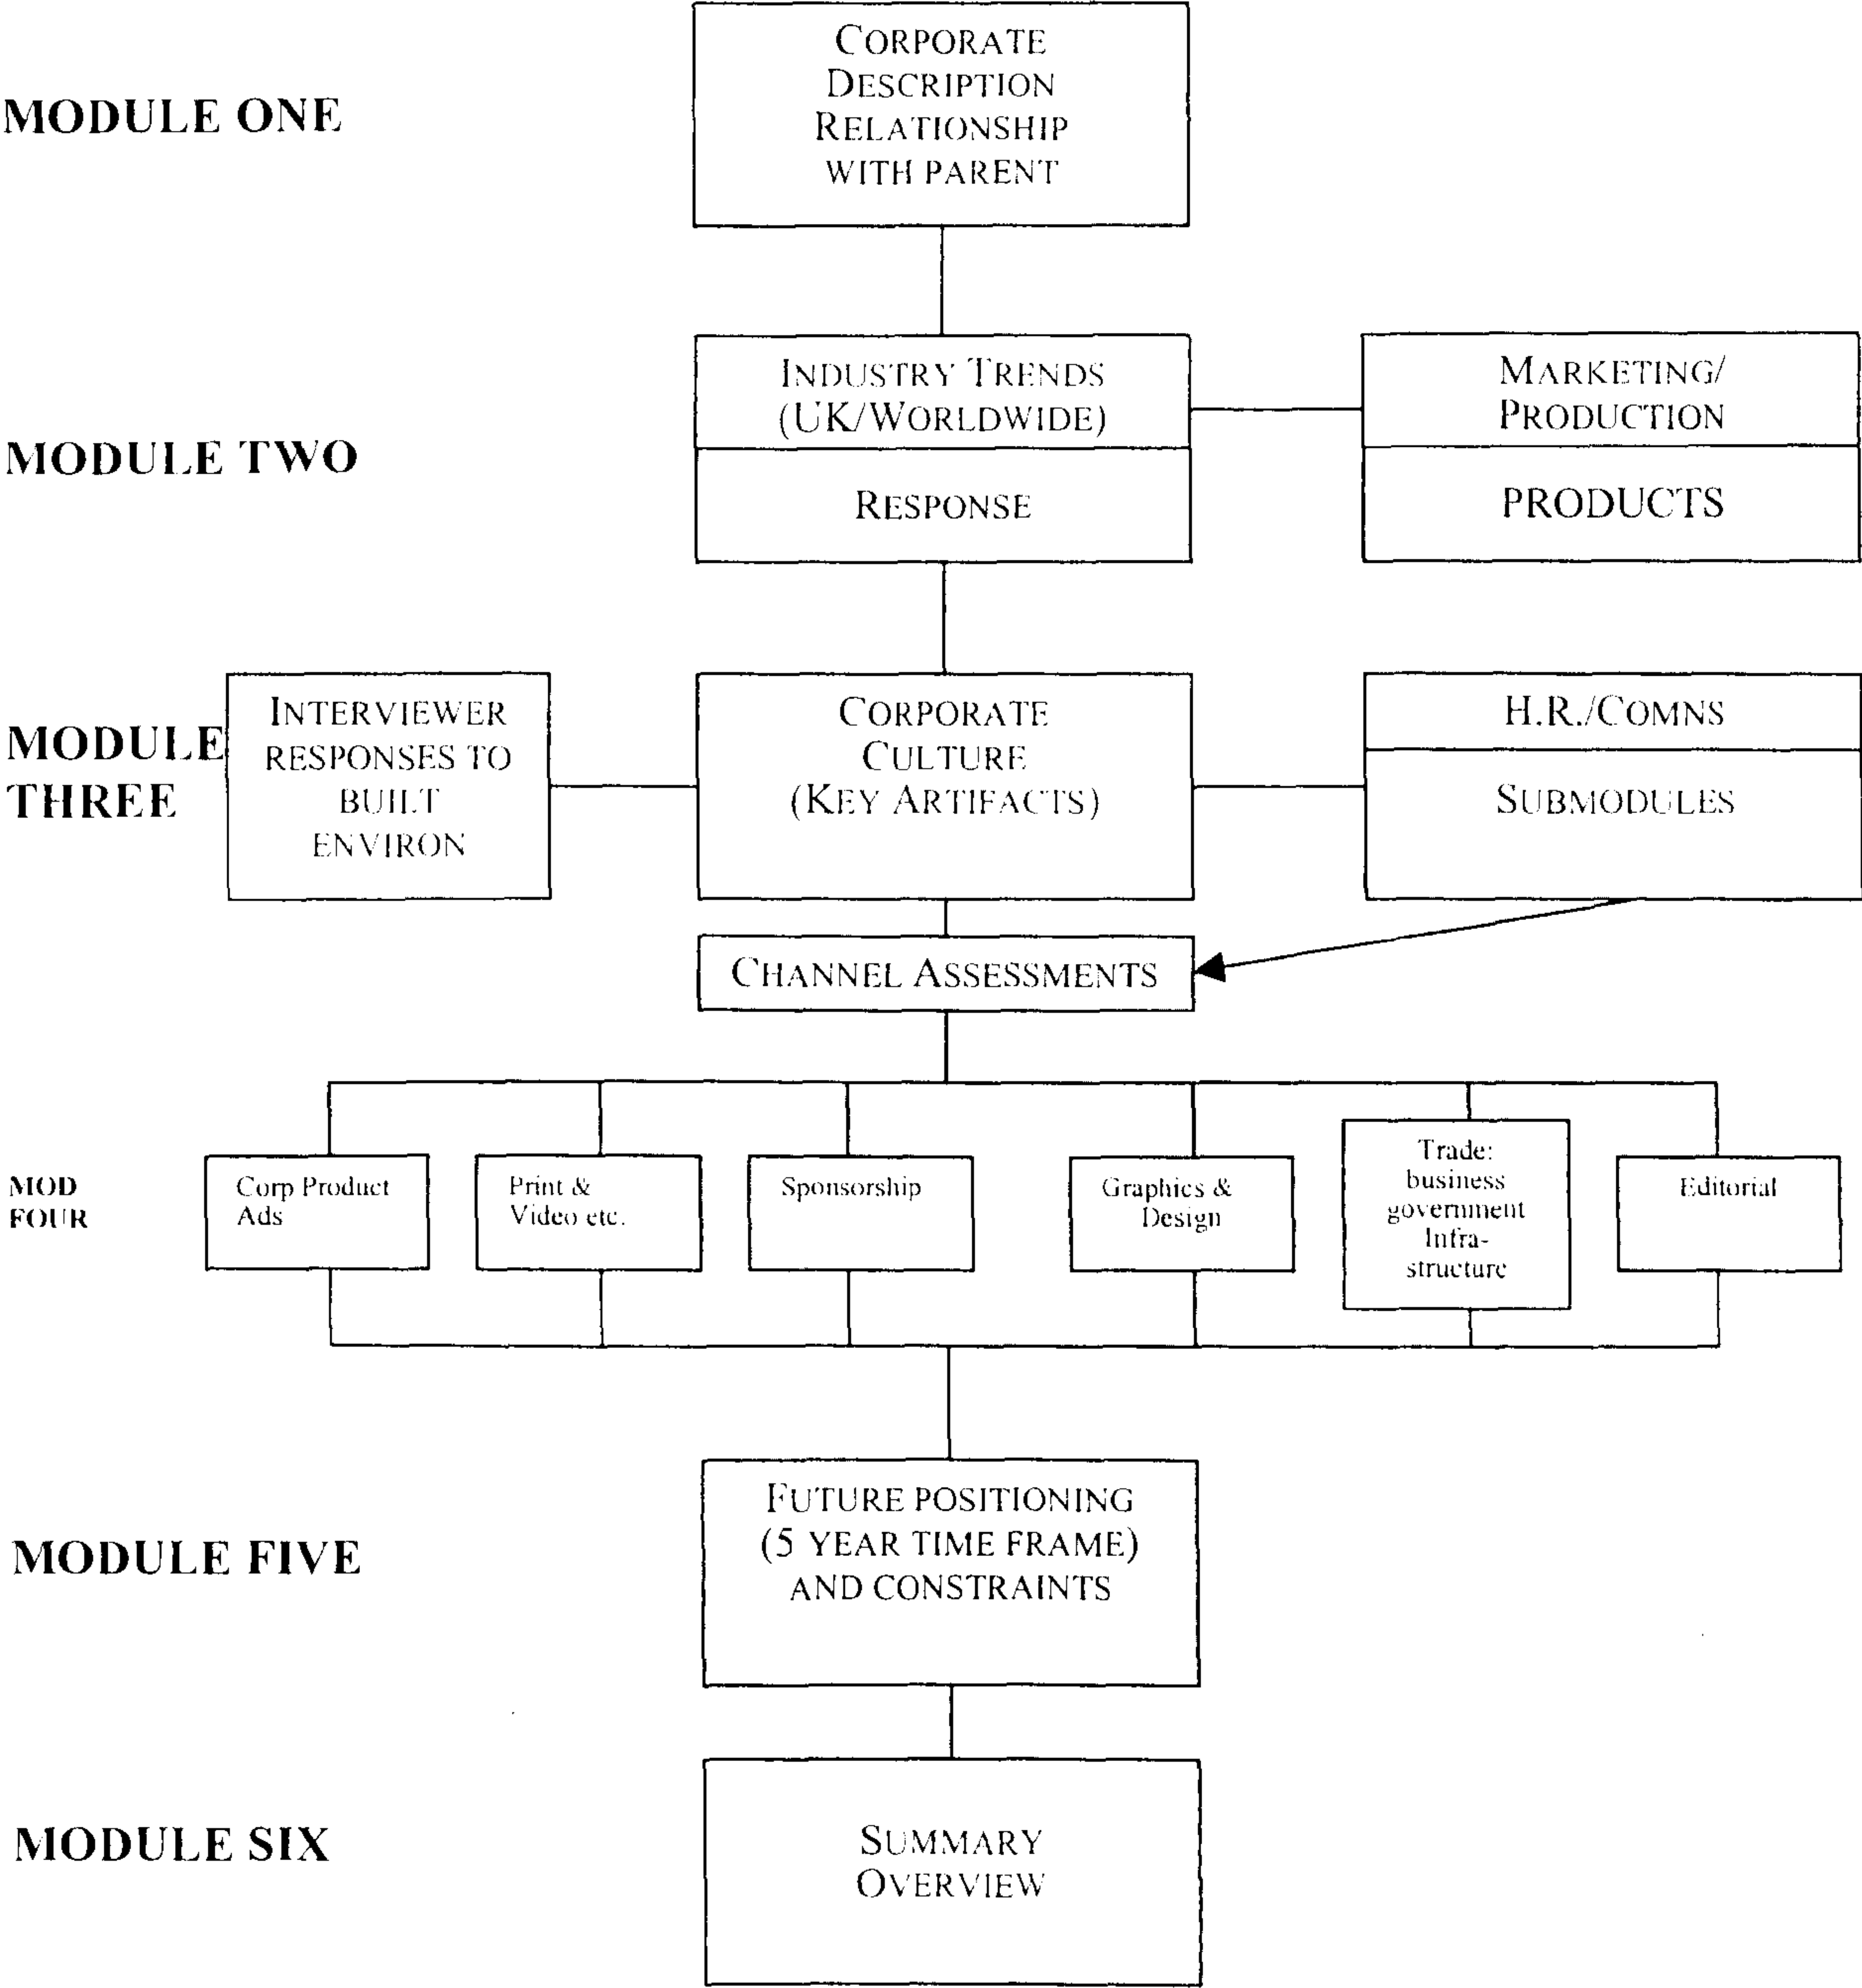 MODULE ONE
CORPORATE
DESCRIPTION
RELATIONSHIP
WITH PARENT
MODULE TWO
INDUSTRY TRENDS
(UK/WORLDWIDE)
RESPONSE
MARKETING/
PRODUCTION
PRODUCTS
MODULE
THREE
INTERVIEWER
RESPONSES TO
BUILT
ENVIRON
CORPORATE
CULTURE
(KEY ARTIFACTS)
H.R./COMNS
SUBMODULES
CHANNEL ASSESSMENTS
MOD
FOUR
Corp Product
Ads
Print &
Video etc.
Sponsorship
Graphics &
Design
Trade:
business
government
Infra-
structure
Editorial
MODULE FIVE
FUTURE POSITIONING
(5 YEAR TIME FRAME)
AND CONSTRAINTS
MODULE SIX
SUMMARY
OVERVIEW